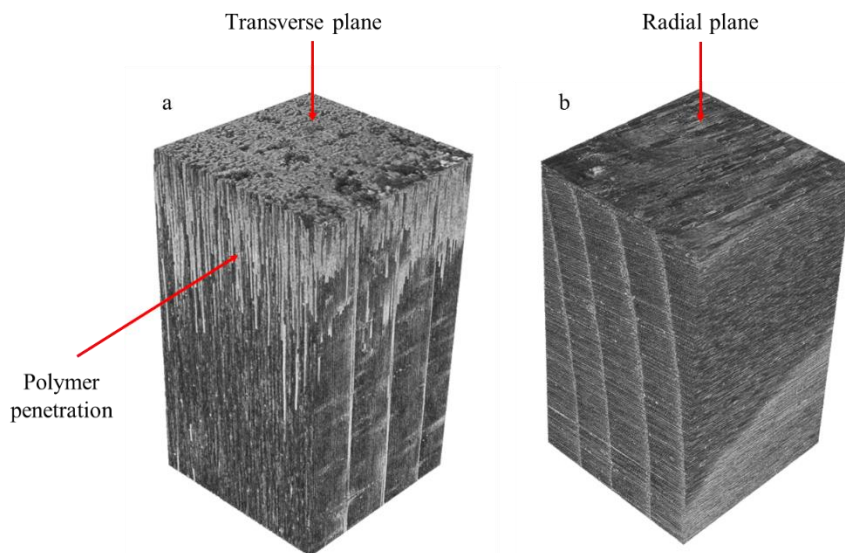 Transverse plane
Radial plane
a
b
Polymer
penetration